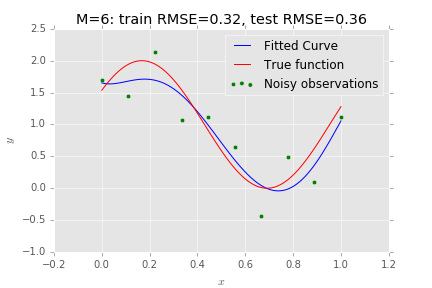 M=6: train RMSE=0.32, test RMSE=0.36
Fitted Curve
True function
Noisy observations
2.5
2.0
1.5
1.0
0.5
0.0
−0.5
−1.0
y
−0.2 0.0 0.2 0.4 0.6 0.8 1.0 1.2
x